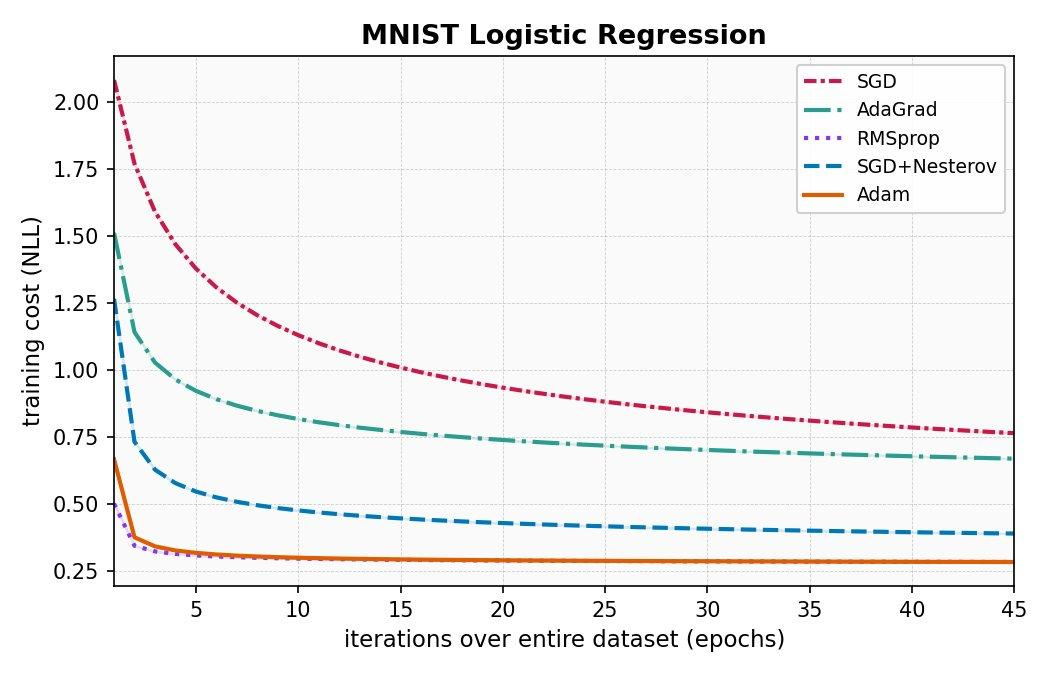 MNIST Logistic Regression
training cost (NLL)
2.00
1.75
1.50
1.25
1.00
0.75
0.50
0.25
SGD
AdaGrad
RMSprop
SGD+Nesterov
Adam
5 10 15 20 25 30 35 40 45
iterations over entire dataset (epochs)